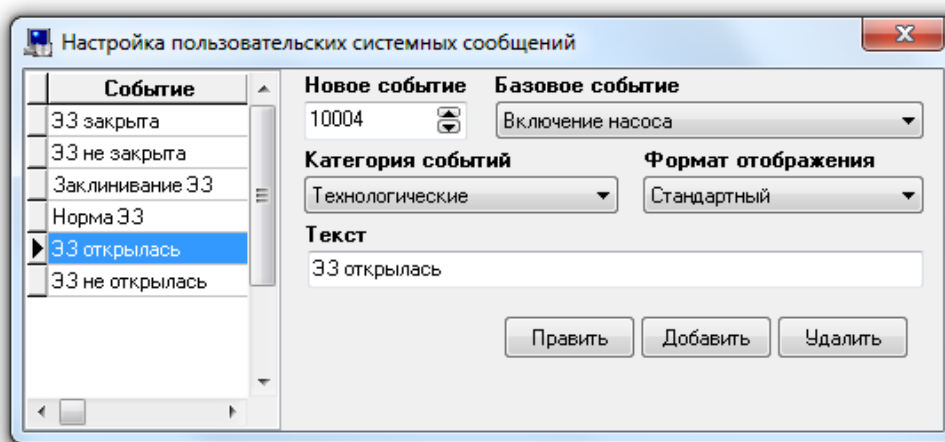 Настройка пользовательских системных сообщений
Событие
ЭЗ закрыта
ЭЗ не закрыта
Заклинивание ЭЗ
Норма ЭЗ
ЭЗ открылась
ЭЗ не открылась
Новое событие
Базовое событие
10004
Включение насоса
Категория событий
Формат отображения
Технологические
Стандартный
Текст
ЭЗ открылась
Править
Добавить
Удалить